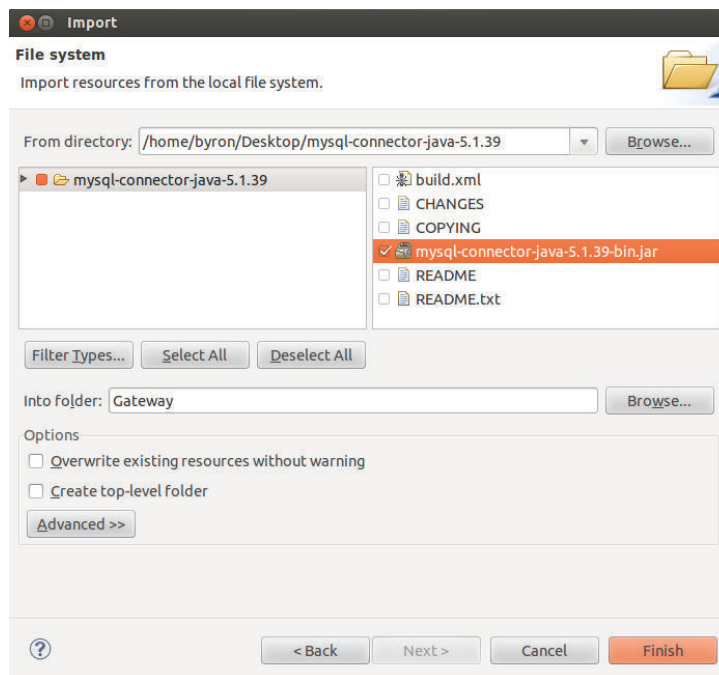 Import
File system
Import resources from the local file system.
From directory: /home/byron/Desktop/mysql-connector-java-5.1.39 Browse...
mysql-connector-java-5.1.39
build.xml
CHANGES
COPYING
mysql-connector-java-5.1.39-bin.jar
README
README.txt
Filter Types... Select All Deselect All
Into folder: Gateway Browse...
Options
Overwrite existing resources without warning
Create top-level folder
Advanced >>
? < Back Next > Cancel Finish